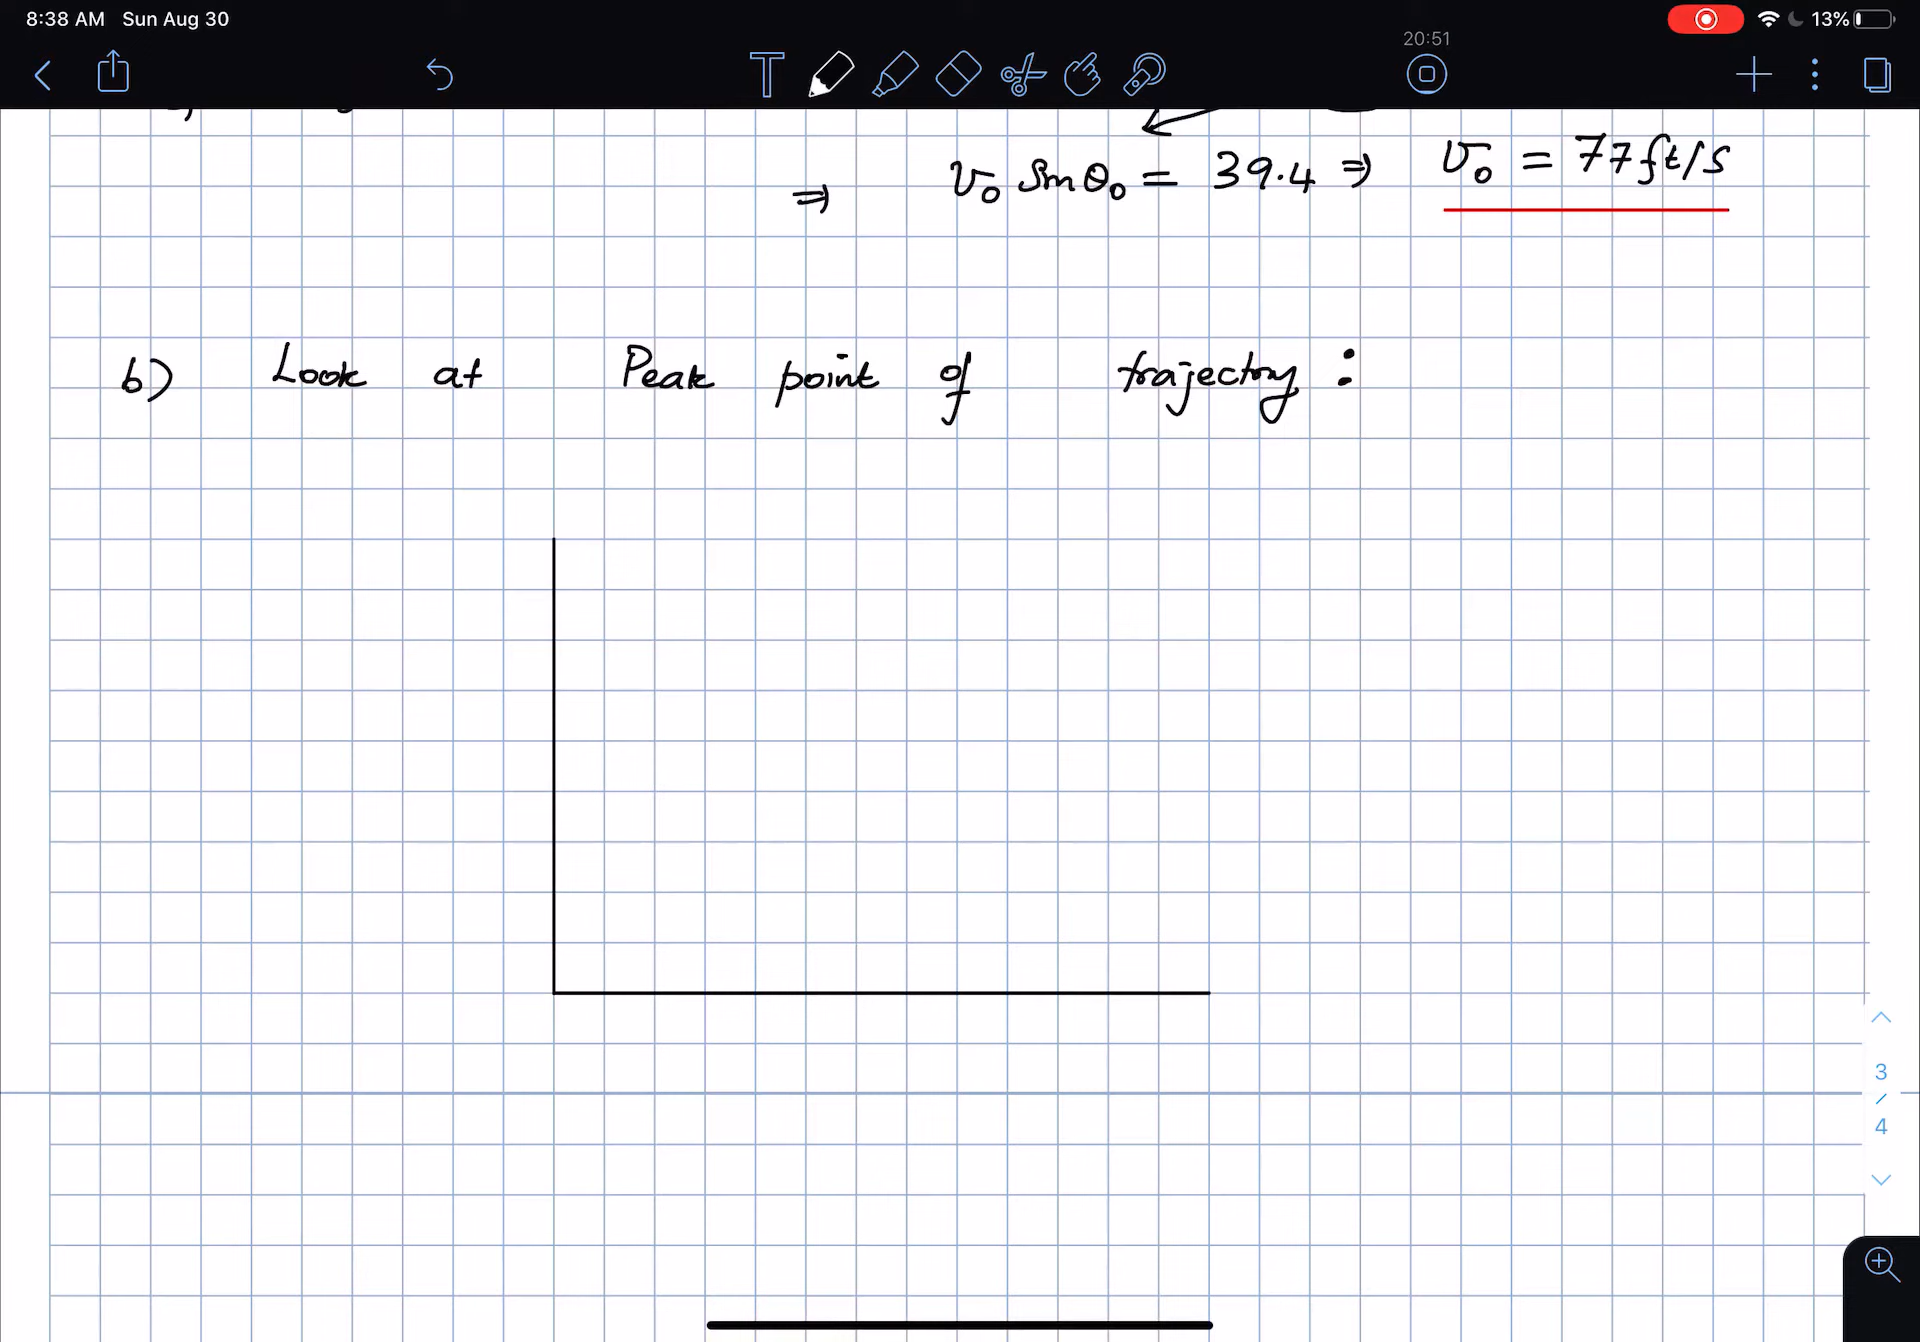 8:38 AM Sun Aug 30
13%
20:51
T
⇒ v₀ Sin θ₀ = 39.4 ⇒ v₀ = 77 ft/s
b) Look at Peak point of trajectory :
3
/
4